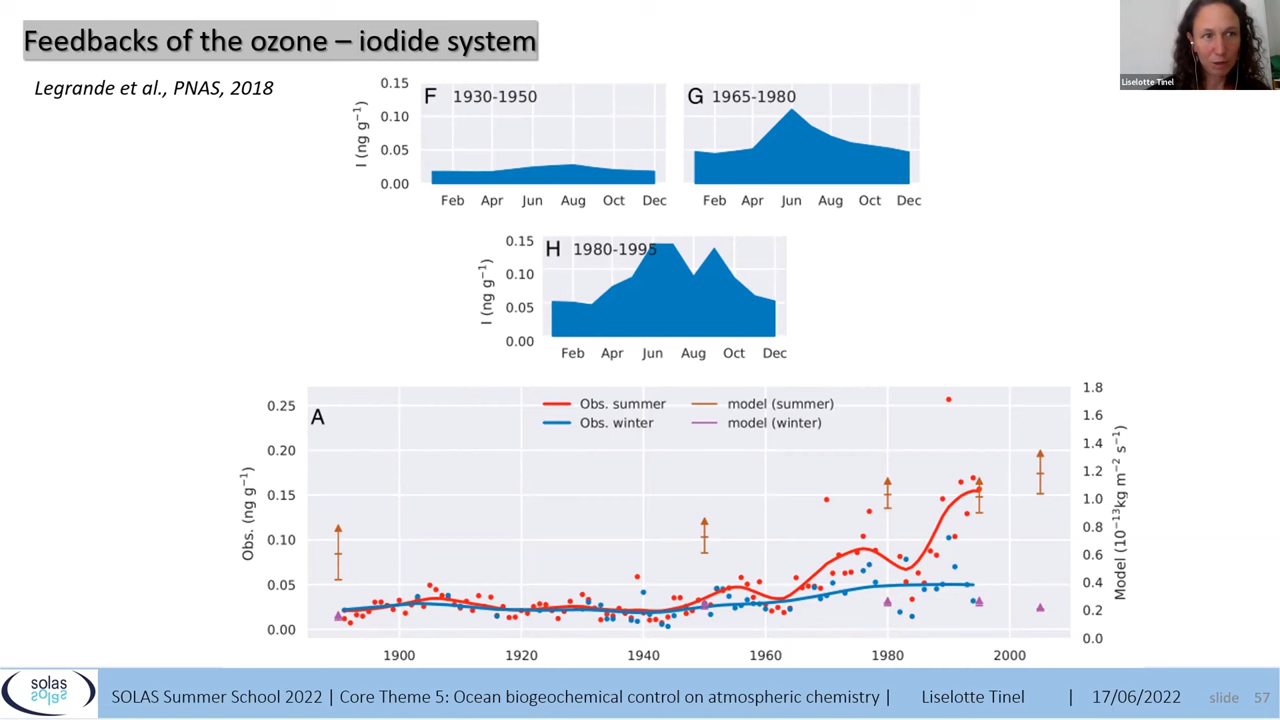 Feedbacks of the ozone – iodide system
Legrande et al., PNAS, 2018
Liselotte Tinel
F 1930-1950
I (ng g⁻¹)
0.15
0.10
0.05
0.00
Feb Apr Jun Aug Oct Dec
G 1965-1980
Feb Apr Jun Aug Oct Dec
H 1980-1995
I (ng g⁻¹)
0.15
0.10
0.05
0.00
Feb Apr Jun Aug Oct Dec
A
Obs. summer
Obs. winter
model (summer)
model (winter)
Obs. (ng g⁻¹)
0.25
0.20
0.15
0.10
0.05
0.00
1.8
1.6
1.4
1.2
1.0
0.8
0.6
0.4
0.2
0.0
Model (10⁻¹³kg m⁻² s⁻¹)
1900 1920 1940 1960 1980 2000
solas
solas
SOLAS Summer School 2022 | Core Theme 5: Ocean biogeochemical control on atmospheric chemistry | Liselotte Tinel | 17/06/2022 slide 57